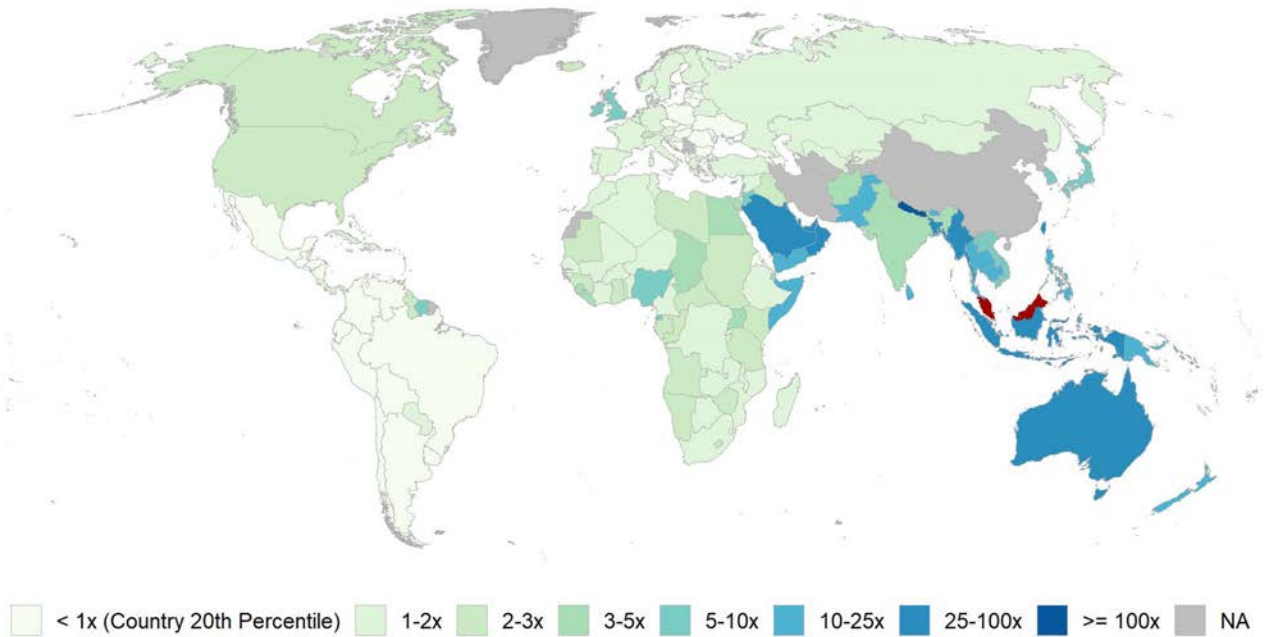 < 1x (Country 20th Percentile) 1-2x 2-3x 3-5x 5-10x 10-25x 25-100x >= 100x NA